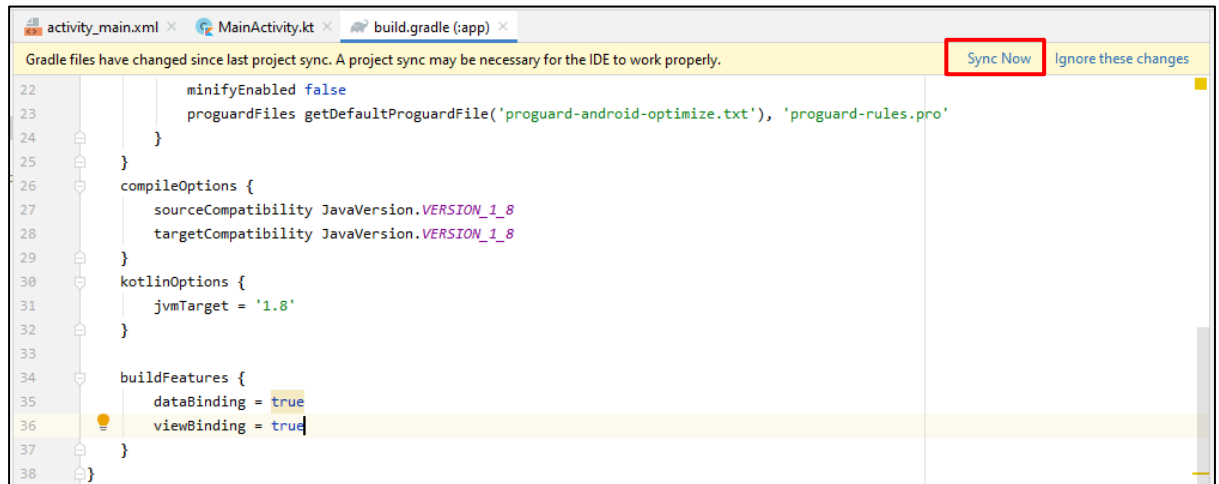 activity_main.xml MainActivity.kt build.gradle (:app)
Gradle files have changed since last project sync. A project sync may be necessary for the IDE to work properly. Sync Now Ignore these changes
22 minifyEnabled false
23 proguardFiles getDefaultProguardFile('proguard-android-optimize.txt'), 'proguard-rules.pro'
24 }
25 }
26 compileOptions {
27 sourceCompatibility JavaVersion.VERSION_1_8
28 targetCompatibility JavaVersion.VERSION_1_8
29 }
30 kotlinOptions {
31 jvmTarget = '1.8'
32 }
33
34 buildFeatures {
35 dataBinding = true
36 viewBinding = true
37 }
38 }